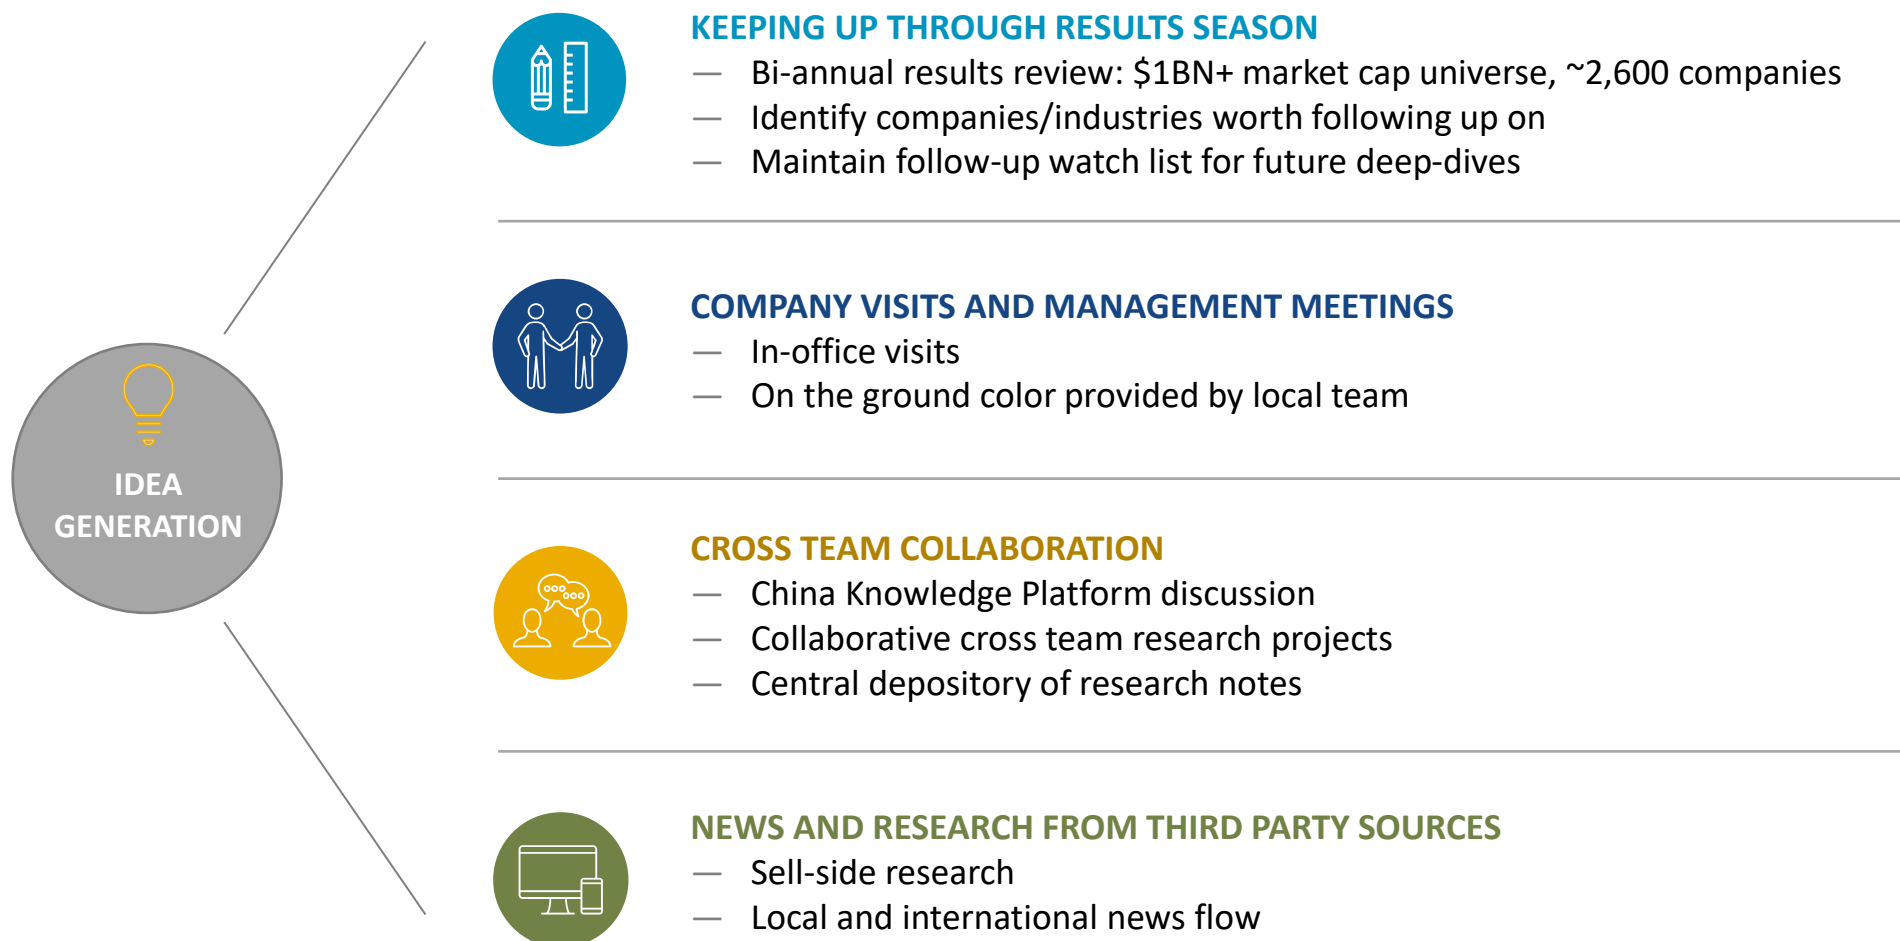 IDEA
GENERATION
KEEPING UP THROUGH RESULTS SEASON
— Bi-annual results review: $1BN+ market cap universe, ~2,600 companies
— Identify companies/industries worth following up on
— Maintain follow-up watch list for future deep-dives
COMPANY VISITS AND MANAGEMENT MEETINGS
— In-office visits
— On the ground color provided by local team
CROSS TEAM COLLABORATION
— China Knowledge Platform discussion
— Collaborative cross team research projects
— Central depository of research notes
NEWS AND RESEARCH FROM THIRD PARTY SOURCES
— Sell-side research
— Local and international news flow